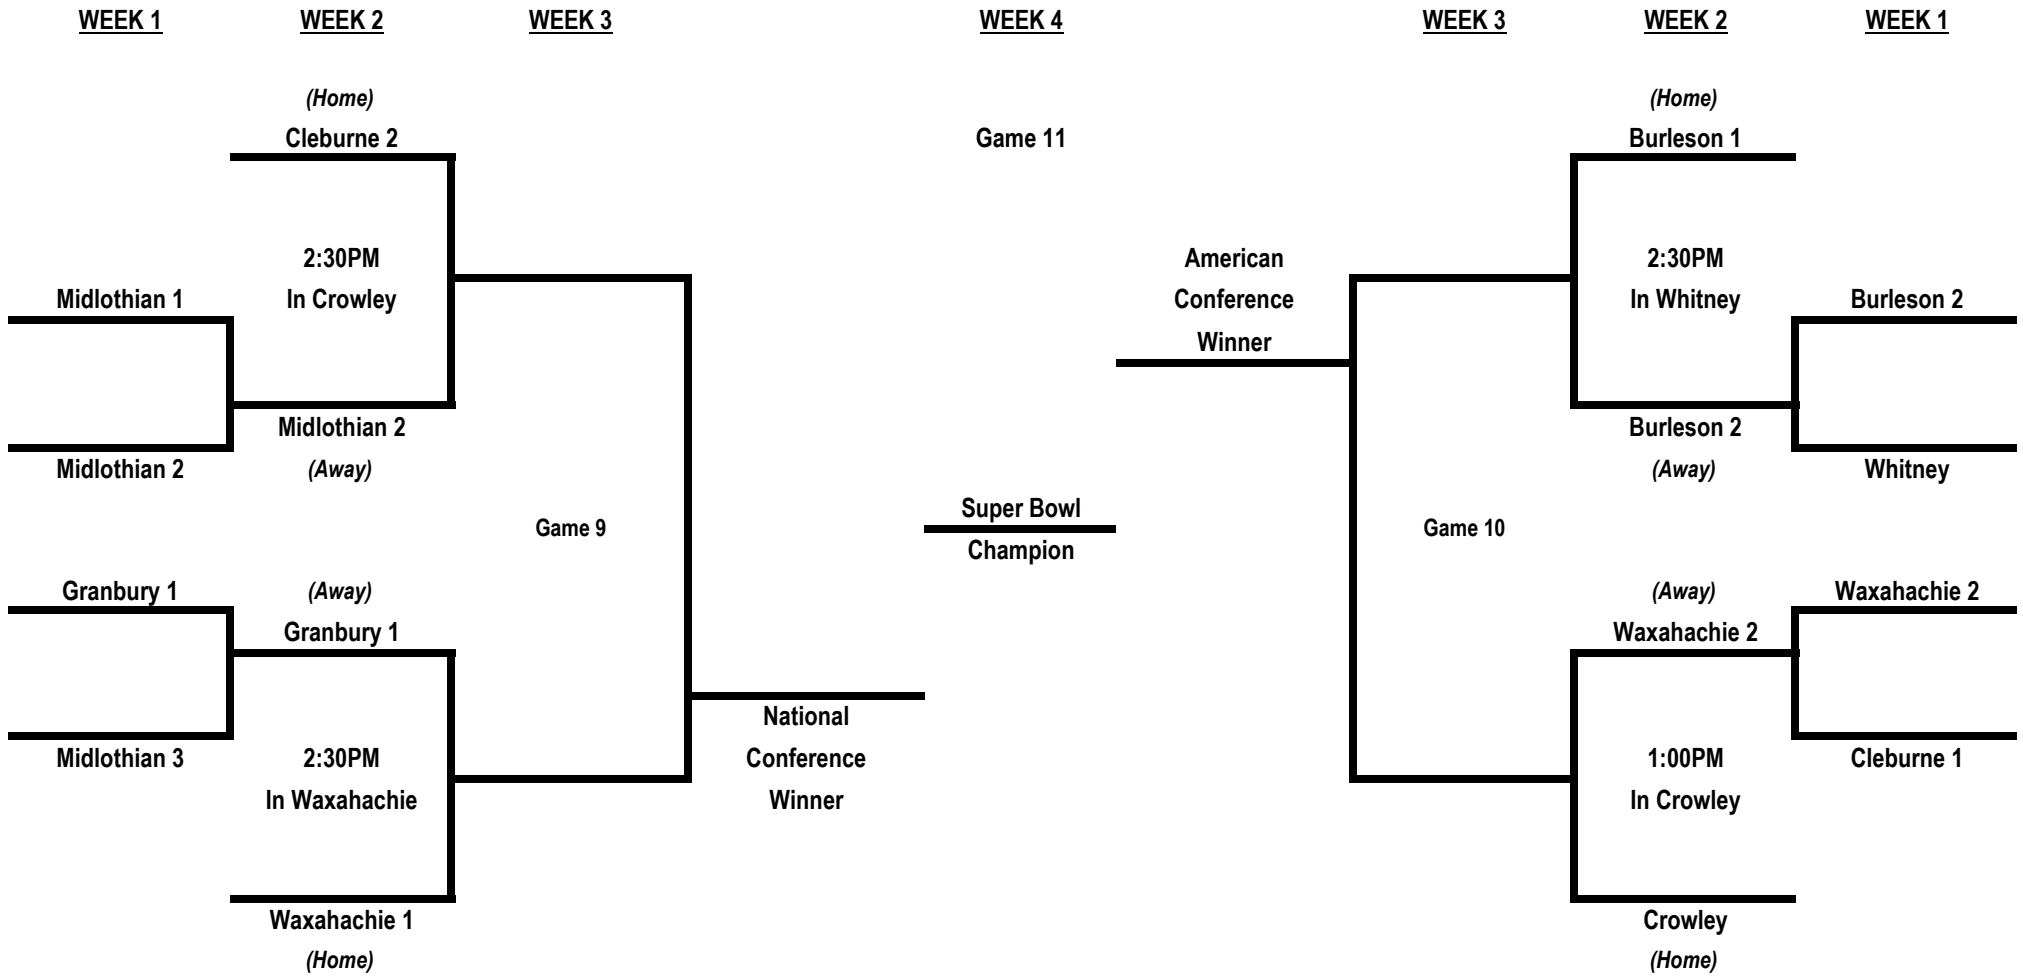 WEEK 1 WEEK 2 WEEK 3 WEEK 4 WEEK 3 WEEK 2 WEEK 1
(Home) (Home)
Cleburne 2 Game 11 Burleson 1
2:30PM American 2:30PM
Midlothian 1 In Crowley Conference In Whitney Burleson 2
Winner
Midlothian 2 Burleson 2
Midlothian 2 (Away) (Away) Whitney
Super Bowl
Game 9 Game 10
Champion
Granbury 1 (Away) (Away) Waxahachie 2
Granbury 1 Waxahachie 2
National
Midlothian 3 2:30PM Conference 1:00PM Cleburne 1
In Waxahachie Winner In Crowley
Waxahachie 1 Crowley
(Home) (Home)